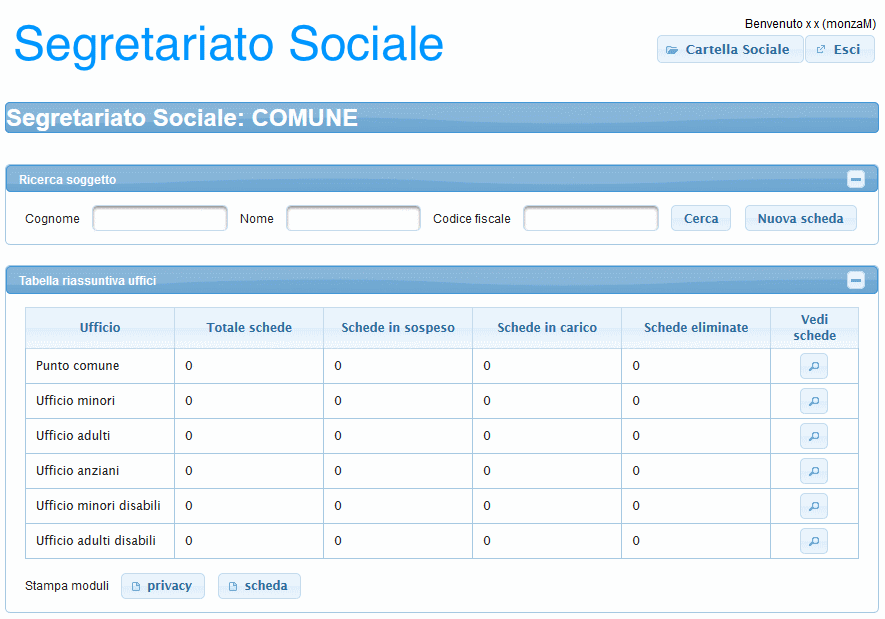 Segretariato Sociale
Benvenuto x x (monzaM)
Cartella Sociale
Esci
Segretariato Sociale: COMUNE
Ricerca soggetto
Cognome Nome Codice fiscale Cerca Nuova scheda
Tabella riassuntiva uffici
Ufficio Totale schede Schede in sospeso Schede in carico Schede eliminate Vedi schede
Punto comune 0 0 0 0
Ufficio minori 0 0 0 0
Ufficio adulti 0 0 0 0
Ufficio anziani 0 0 0 0
Ufficio minori disabili 0 0 0 0
Ufficio adulti disabili 0 0 0 0
Stampa moduli privacy scheda